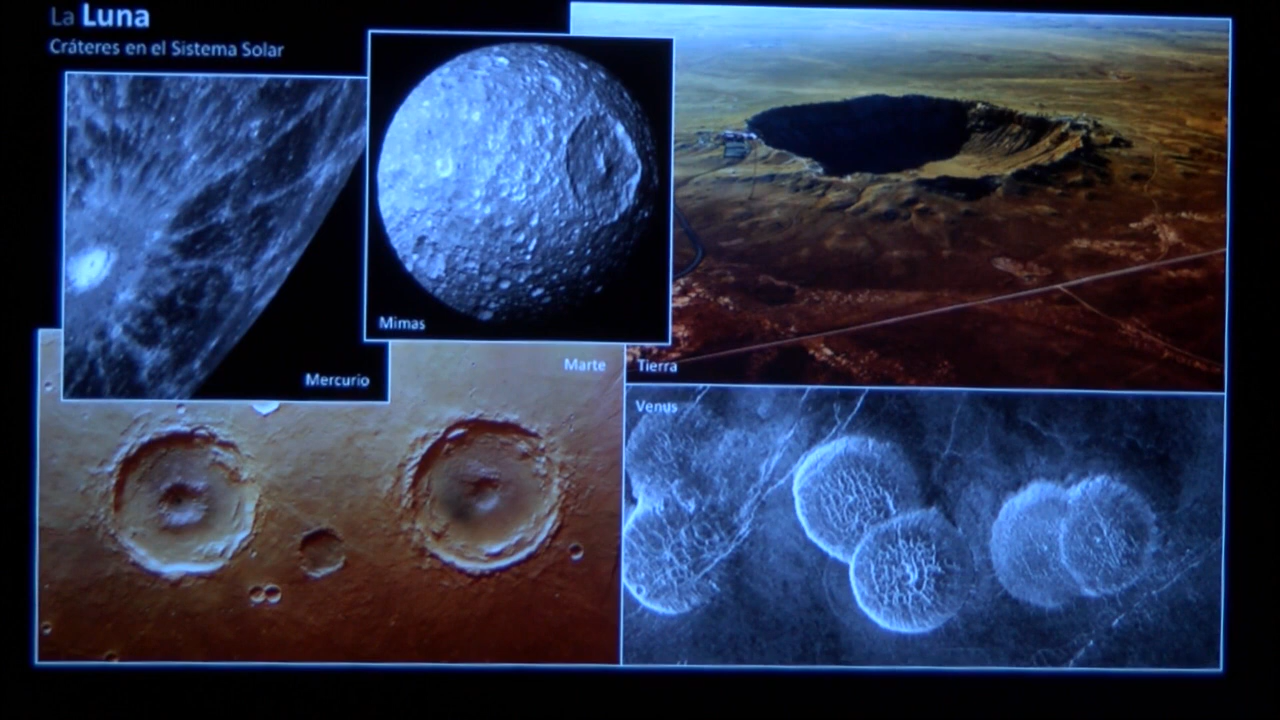 La Luna
Cráteres en el Sistema Solar
Mimas
Mercurio
Marte
Tierra
Venus